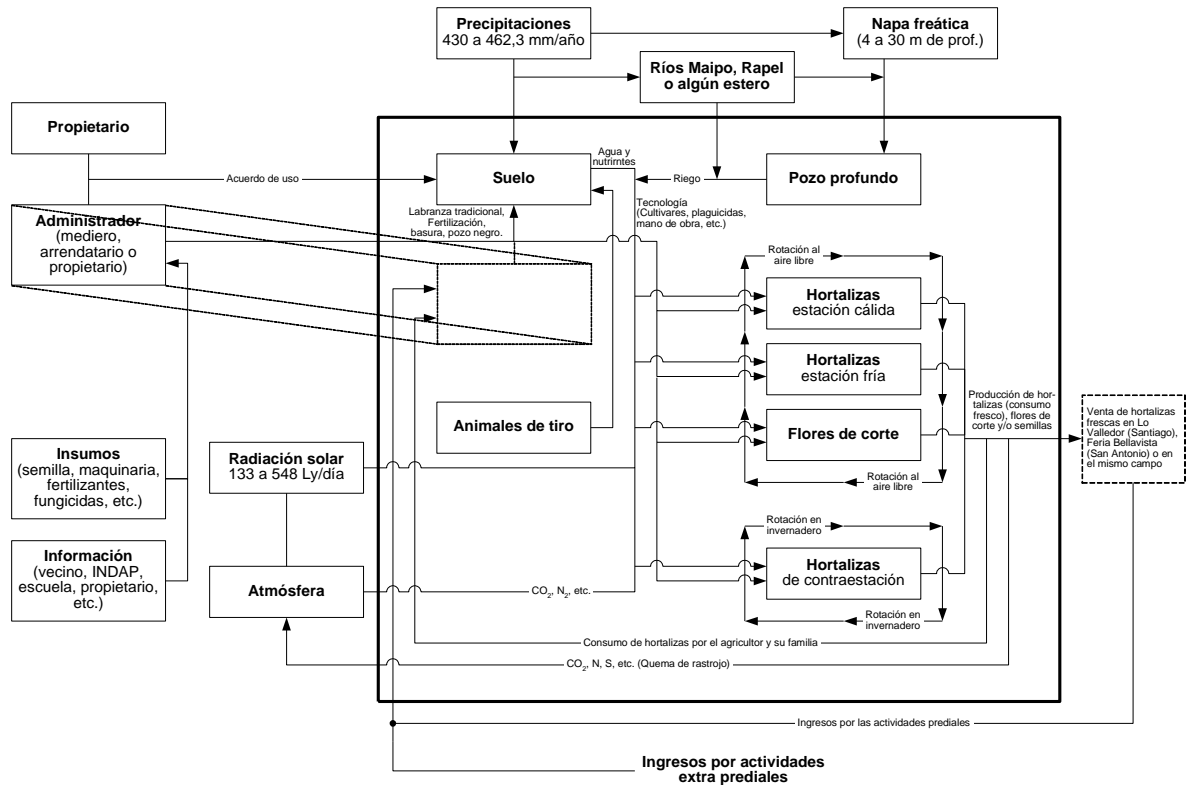 Precipitaciones
430 a 462,3 mm/año
Napa freática
(4 a 30 m de prof.)
Ríos Maipo, Rapel
o algún estero
Propietario
Agua y
nutrirntes
Suelo
Riego
Pozo profundo
Acuerdo de uso
Labranza tradicional,
Fertilización,
basura, pozo negro.
Tecnología
(Cultivares, plaguicidas,
mano de obra, etc.)
Administrador
(mediero,
arrendatario o
propietario)
Rotación al
aire libre
Hortalizas
estación cálida
Hortalizas
estación fría
Animales de tiro
Flores de corte
Producción de hor-
talizas (consumo
fresco), flores de
corte y/o semillas
Venta de hortalizas
frescas en Lo
Valledor (Santiago),
Feria Bellavista
(San Antonio) o en
el mismo campo
Insumos
(semilla, maquinaria,
fertilizantes,
fungicidas, etc.)
Radiación solar
133 a 548 Ly/día
Rotación al
aire libre
Rotación en
invernadero
Información
(vecino, INDAP,
escuela, propietario,
etc.)
Atmósfera
CO2, N2, etc.
Hortalizas
de contraestación
Rotación en
invernadero
Consumo de hortalizas por el agricultor y su familia
CO2, N, S, etc. (Quema de rastrojo)
Ingresos por las actividades prediales
Ingresos por actividades
extra prediales